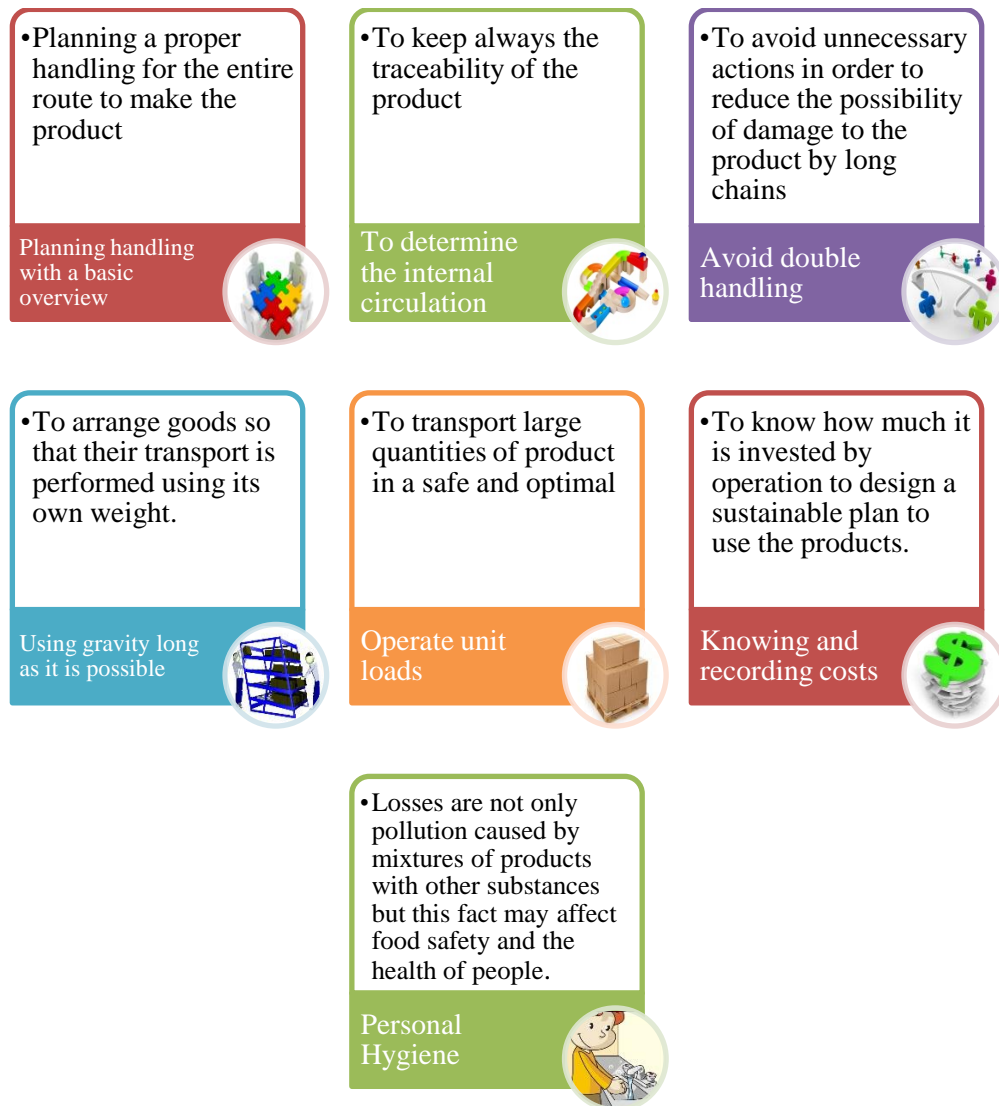 •Planning a proper
handling for the entire
route to make the
product
Planning handling
with a basic
overview
•To keep always the
traceability of the
product
To determine
the internal
circulation
•To avoid unnecessary
actions in order to
reduce the possibility
of damage to the
product by long
chains
Avoid double
handling
•To arrange goods so
that their transport is
performed using its
own weight.
Using gravity long
as it is possible
•To transport large
quantities of product
in a safe and optimal
Operate unit
loads
•To know how much it
is invested by
operation to design a
sustainable plan to
use the products.
Knowing and
recording costs
•Losses are not only
pollution caused by
mixtures of products
with other substances
but this fact may affect
food safety and the
health of people.
Personal
Hygiene